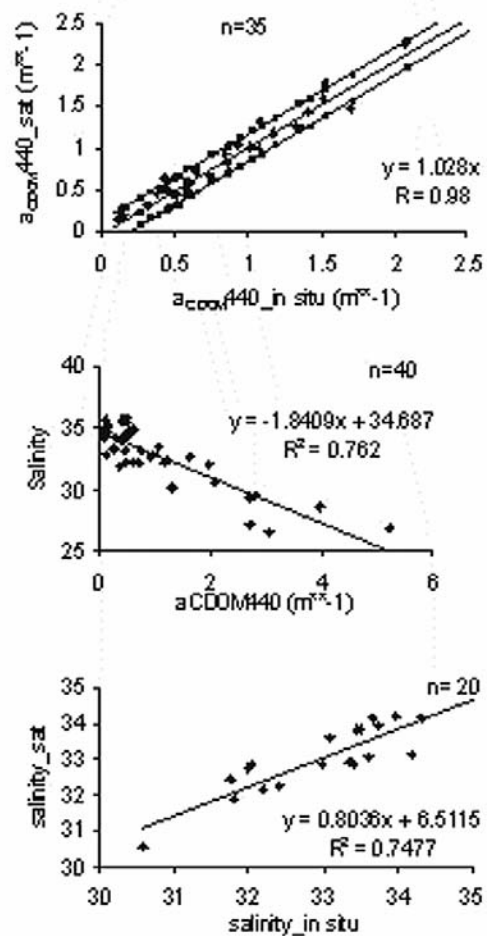 2.5
n=35
2
1.5
1
0.5
0
y = 1.028x
R = 0.98
0 0.5 1 1.5 2 2.5
aCDOM440_sat (m**-1)
aCDOM440_in situ (m**-1)
40
n=40
35
y = -1.8409x + 34.687
R² = 0.762
30
25
Salinity
0 2 4 6
aCDOM440 (m**-1)
35
n= 20
34
33
32
y = 0.8036x + 6.5115
31
R² = 0.7477
30
salinity_sat
30 31 32 33 34 35
salinity_in situ